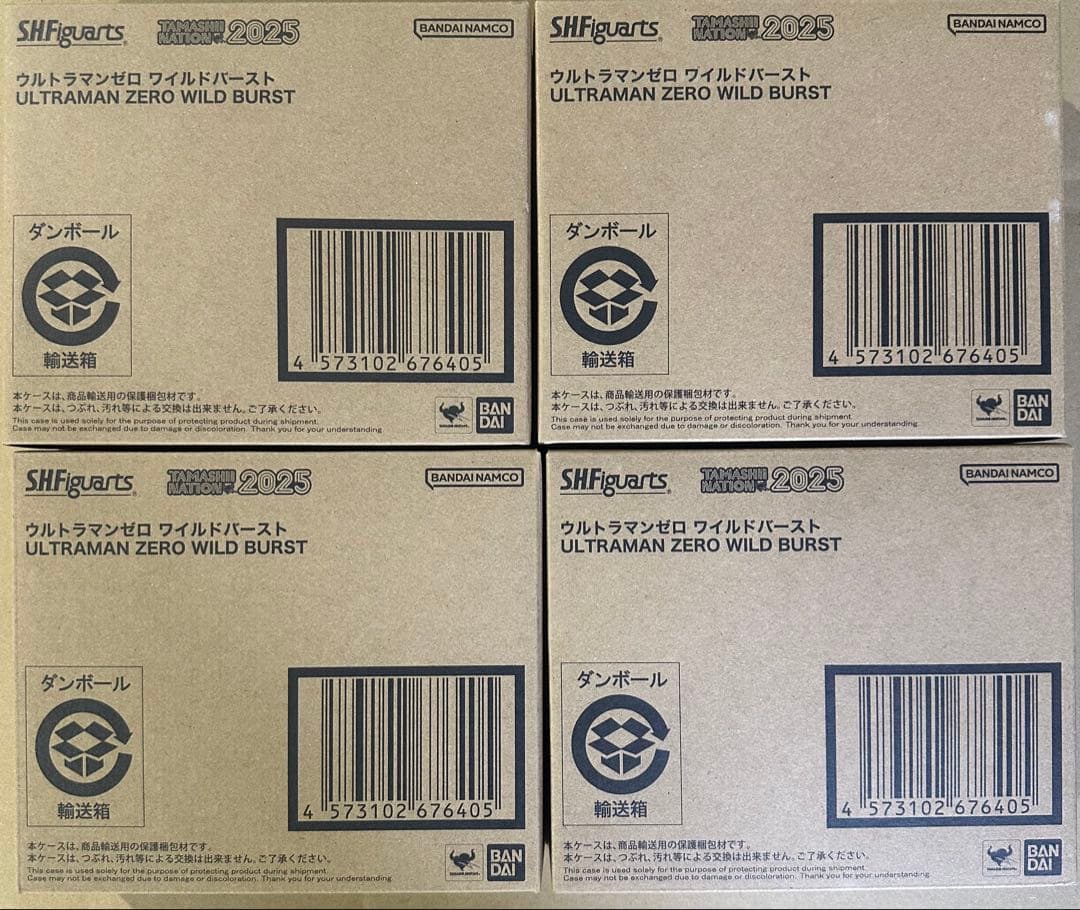 S.H.Figuarts TAMASHII NATION 2025 BANDAI NAMCO
ウルトラマンゼロ ワイルドバースト
ULTRAMAN ZERO WILD BURST
ダンボール
輸送箱
4 573102 676405
本ケースは、商品輸送用の保護梱包材です。
本ケースは、つぶれ、汚れ等による交換は出来ません。ご了承ください。
This case is used solely for the purpose of protecting product during shipment.
Case may not be exchanged due to damage or discoloration. Thank you for your understanding
BAN
DAI
S.H.Figuarts TAMASHII NATION 2025 BANDAI NAMCO
ウルトラマンゼロ ワイルドバースト
ULTRAMAN ZERO WILD BURST
ダンボール
輸送箱
4 573102 676405
本ケースは、商品輸送用の保護梱包材です。
本ケースは、つぶれ、汚れ等による交換は出来ません。ご了承ください。
This case is used solely for the purpose of protecting product during shipment.
Case may not be exchanged due to damage or discoloration. Thank you for your understanding
BAN
DAI
S.H.Figuarts TAMASHII NATION 2025 BANDAI NAMCO
ウルトラマンゼロ ワイルドバースト
ULTRAMAN ZERO WILD BURST
ダンボール
輸送箱
4 573102 676405
本ケースは、商品輸送用の保護梱包材です。
本ケースは、つぶれ、汚れ等による交換は出来ません。ご了承ください。
This case is used solely for the purpose of protecting product during shipment.
Case may not be exchanged due to damage or discoloration. Thank you for your understanding
BAN
DAI
S.H.Figuarts TAMASHII NATION 2025 BANDAI NAMCO
ウルトラマンゼロ ワイルドバースト
ULTRAMAN ZERO WILD BURST
ダンボール
輸送箱
4 573102 676405
本ケースは、商品輸送用の保護梱包材です。
本ケースは、つぶれ、汚れ等による交換は出来ません。ご了承ください。
This case is used solely for the purpose of protecting product during shipment.
Case may not be exchanged due to damage or discoloration. Thank you for your understanding
BAN
DAI